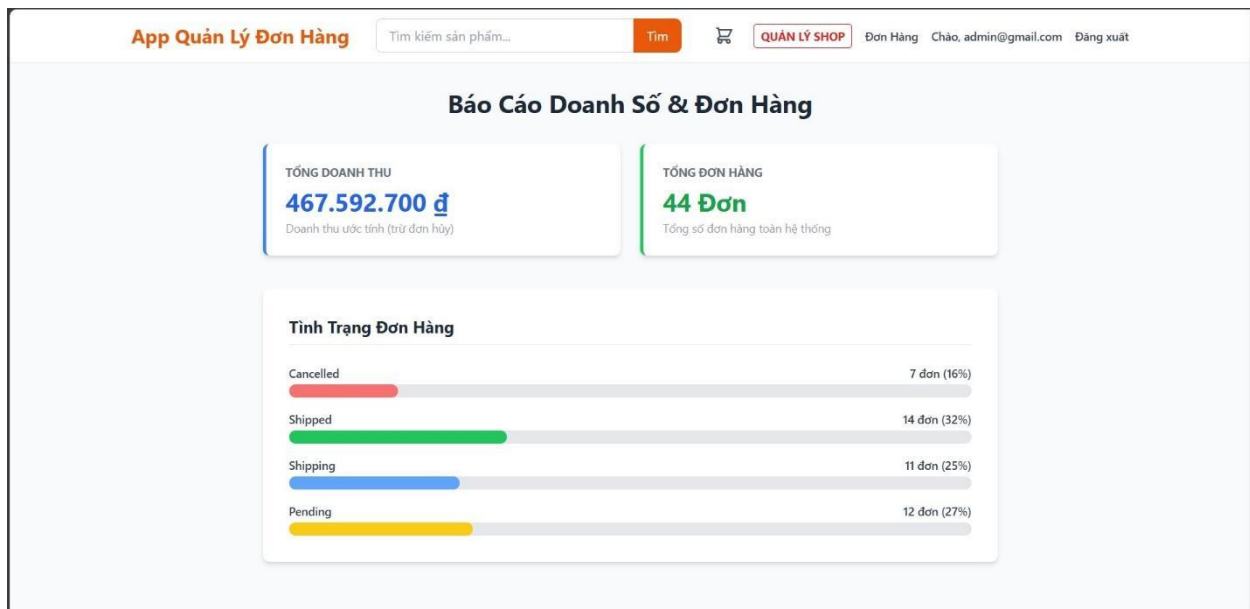 App Quản Lý Đơn Hàng Tìm kiếm sản phẩm... Tìm QUẢN LÝ SHOP Đơn Hàng Chào, admin@gmail.com Đăng xuất
Báo Cáo Doanh Số & Đơn Hàng
TỔNG DOANH THU
467.592.700 ₫
Doanh thu ước tính (trừ đơn hủy)
TỔNG ĐƠN HÀNG
44 Đơn
Tổng số đơn hàng toàn hệ thống
Tình Trạng Đơn Hàng
Cancelled 7 đơn (16%)
Shipped 14 đơn (32%)
Shipping 11 đơn (25%)
Pending 12 đơn (27%)